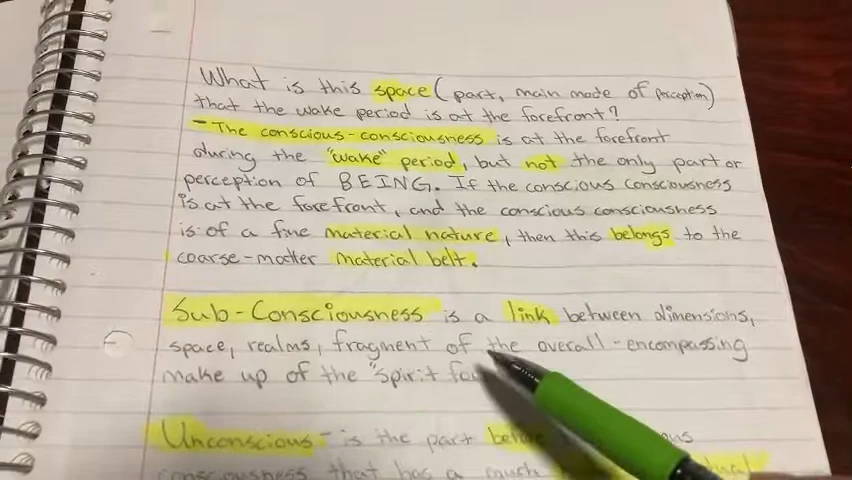 What is this space (part, main mode of perception)
that the wake period is at the forefront?
- The conscious-consciousness is at the forefront
during the "wake" period, but not the only part or
perception of BEING. If the conscious consciousness
is at the forefront, and the conscious consciousness
is of a fine material nature, then this belongs to the
coarse-matter material belt.
Sub-Consciousness is a link between dimensions,
space, realms, fragment of the overall-encompassing
make up of the "spirit
Unconscious - is the part
consciousness that has a much